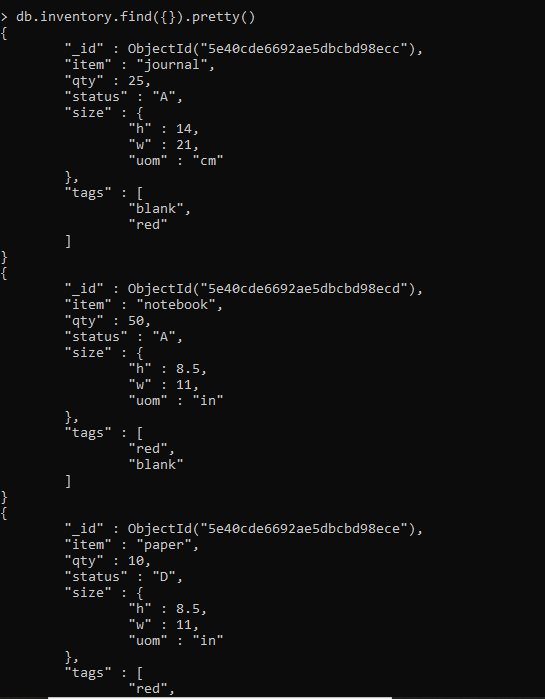 > db.inventory.find({}).pretty()
{
        "_id" : ObjectId("5e40cde6692ae5dbcbd98ecc"),
        "item" : "journal",
        "qty" : 25,
        "status" : "A",
        "size" : {
                "h" : 14,
                "w" : 21,
                "uom" : "cm"
        },
        "tags" : [
                "blank",
                "red"
        ]
}
{
        "_id" : ObjectId("5e40cde6692ae5dbcbd98ecd"),
        "item" : "notebook",
        "qty" : 50,
        "status" : "A",
        "size" : {
                "h" : 8.5,
                "w" : 11,
                "uom" : "in"
        },
        "tags" : [
                "red",
                "blank"
        ]
}
{
        "_id" : ObjectId("5e40cde6692ae5dbcbd98ece"),
        "item" : "paper",
        "qty" : 10,
        "status" : "D",
        "size" : {
                "h" : 8.5,
                "w" : 11,
                "uom" : "in"
        },
        "tags" : [
                "red",